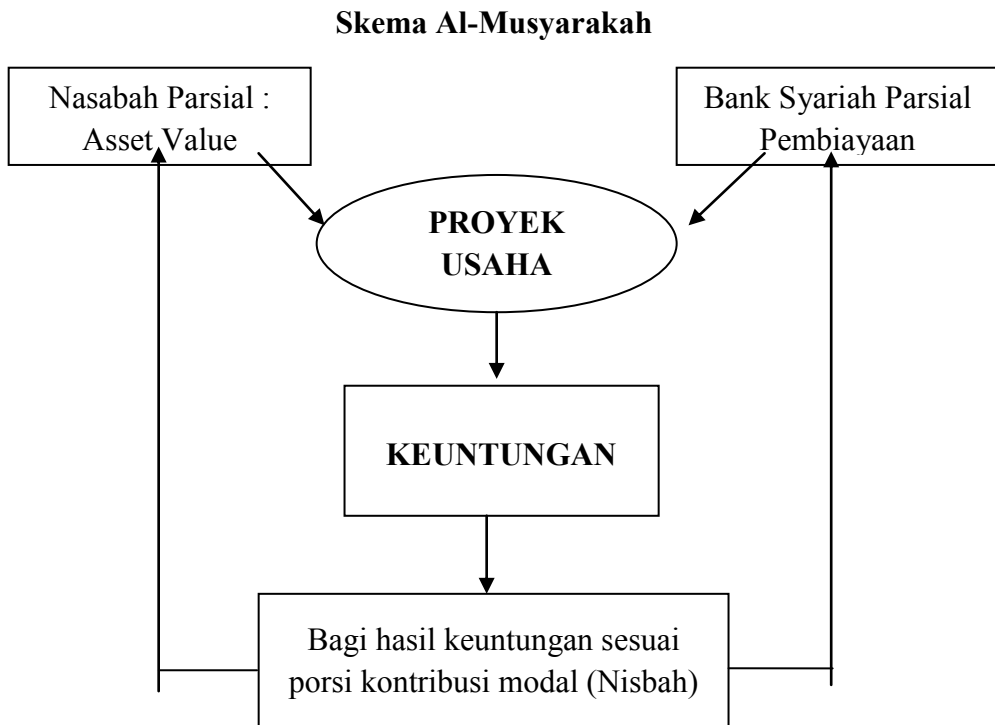 Skema Al-Musyarakah
Nasabah Parsial :
Asset Value
Bank Syariah Parsial
Pembiayaan
PROYEK
USAHA
KEUNTUNGAN
Bagi hasil keuntungan sesuai
porsi kontribusi modal (Nisbah)